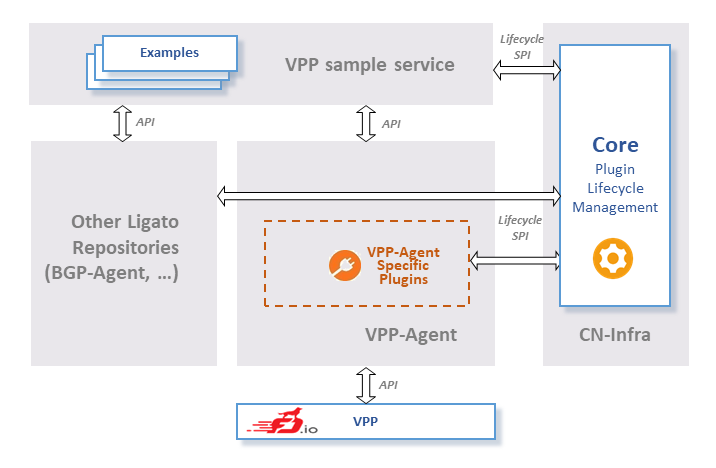 Examples
VPP sample service
Lifecycle
SPI
API
API
Core
Plugin
Lifecycle
Management
Other Ligato
Repositories
(BGP-Agent, …)
Lifecycle
SPI
VPP-Agent
Specific
Plugins
VPP-Agent
CN-Infra
API
.io
VPP